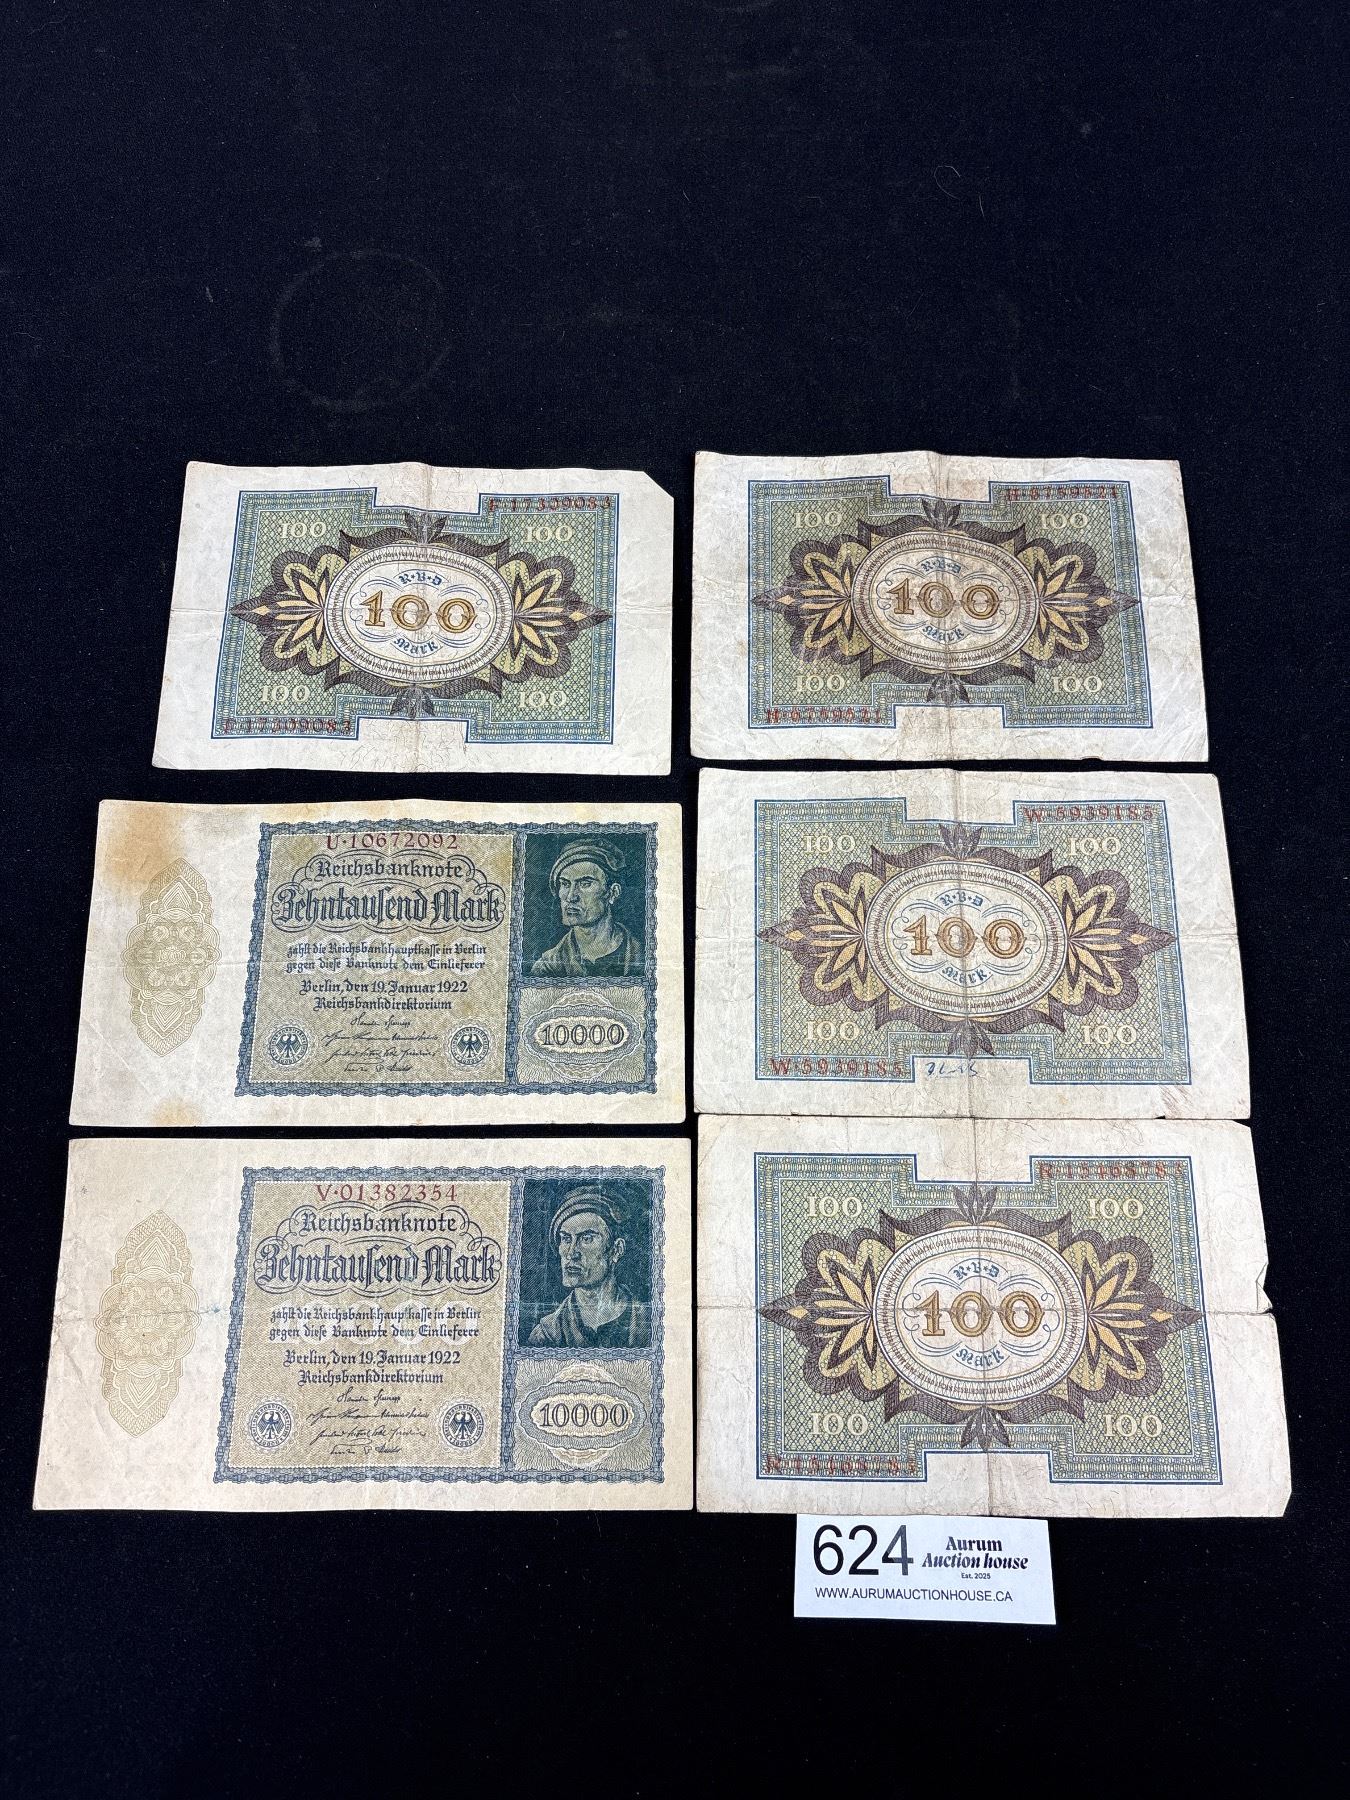 100
100
R·B·D
100
Mark
100
100
100
100
R·B·D
100
Mark
100
100
U·10672092
Reichsbanknote
Zehntausend Mark
zahlt die Reichsbankhauptkasse in Berlin
gegen diese Banknote dem Einlieferer
Berlin, den 19. Januar 1922
Reichsbankdirektorium
10000
W·5939185
100
100
R·B·D
100
Mark
100
100
W·5939185
V·01382354
Reichsbanknote
Zehntausend Mark
zahlt die Reichsbankhauptkasse in Berlin
gegen diese Banknote dem Einlieferer
Berlin, den 19. Januar 1922
Reichsbankdirektorium
10000
100
100
R·B·D
100
Mark
100
100
624
Aurum
Auction house
Est. 2025
WWW.AURUMAUCTIONHOUSE.CA